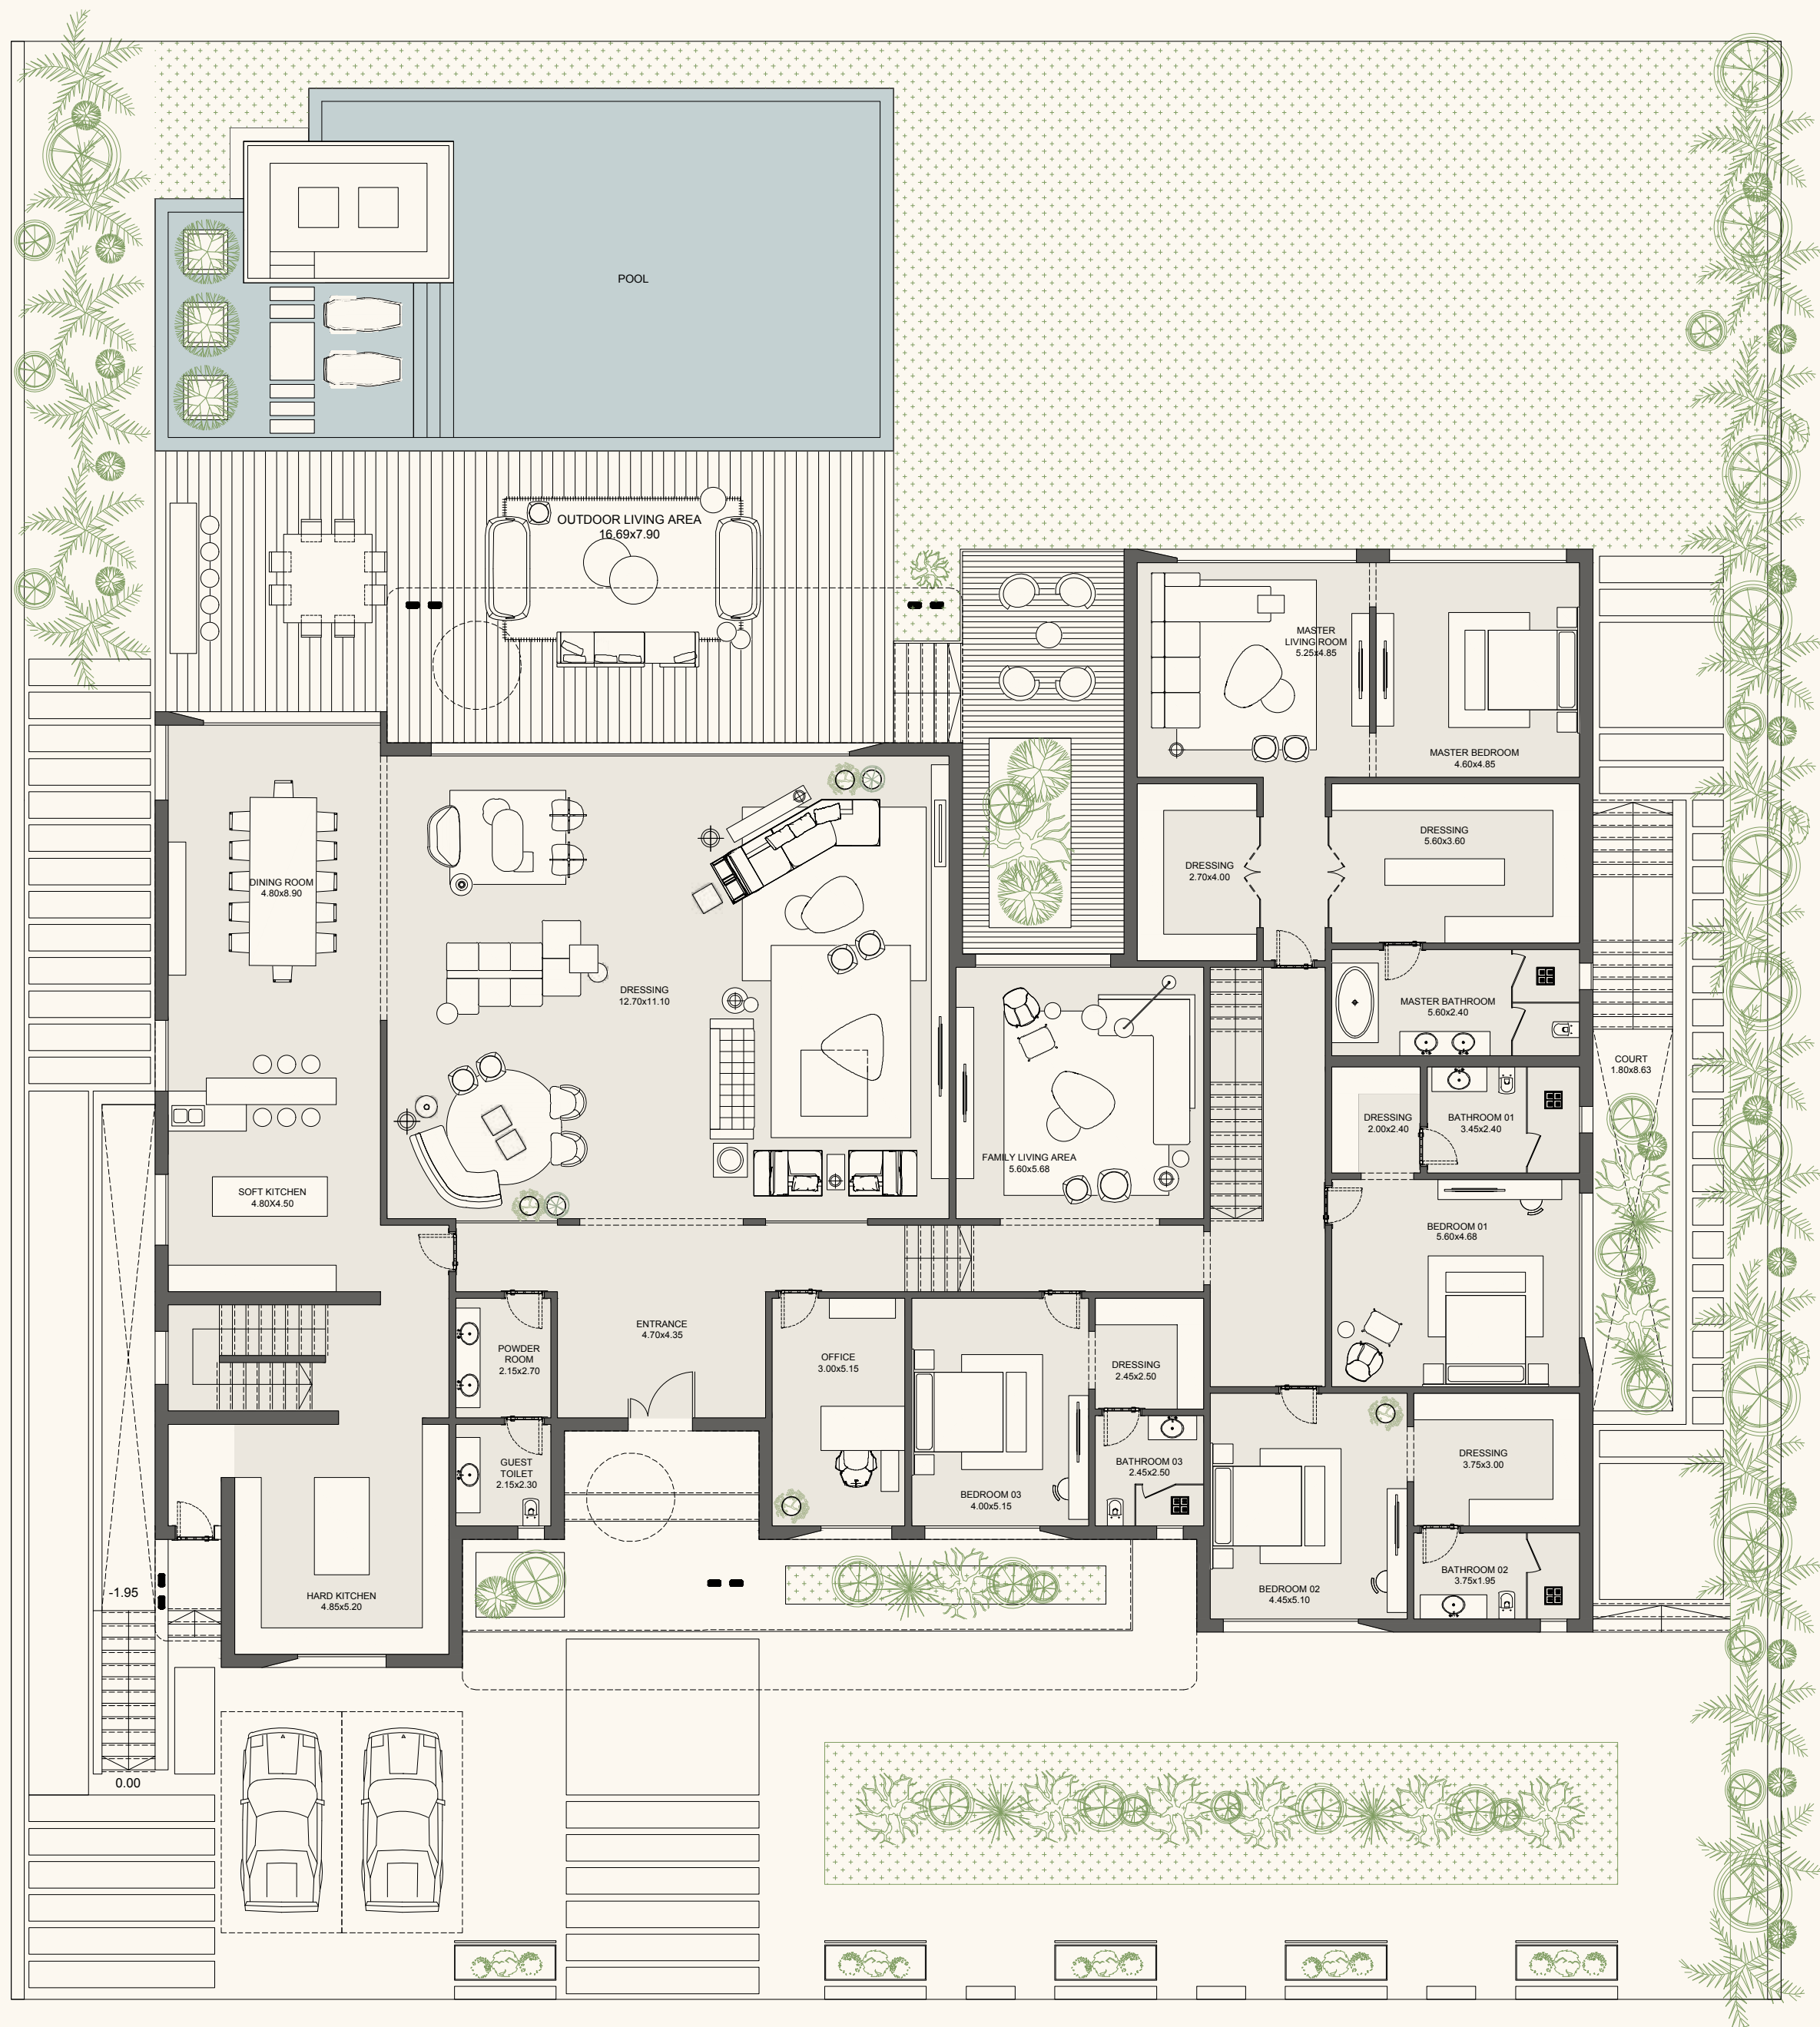 POOL
OUTDOOR LIVING AREA
16.69x7.90
MASTER
LIVING ROOM
5.25x4.85
MASTER BEDROOM
4.60x4.85
DINING ROOM
4.80x8.90
DRESSING
2.70x4.00
DRESSING
5.60x3.60
DRESSING
12.70x11.10
MASTER BATHROOM
5.60x2.40
COURT
1.80x8.63
DRESSING
2.00x2.40
BATHROOM 01
3.45x2.40
FAMILY LIVING AREA
5.60x5.68
SOFT KITCHEN
4.80X4.50
BEDROOM 01
5.60x4.68
ENTRANCE
4.70x4.35
POWDER
ROOM
2.15x2.70
OFFICE
3.00x5.15
DRESSING
2.45x2.50
GUEST
TOILET
2.15x2.30
BEDROOM 03
4.00x5.15
BATHROOM 03
2.45x2.50
DRESSING
3.75x3.00
-1.95
HARD KITCHEN
4.85x5.20
BEDROOM 02
4.45x5.10
BATHROOM 02
3.75x1.95
0.00